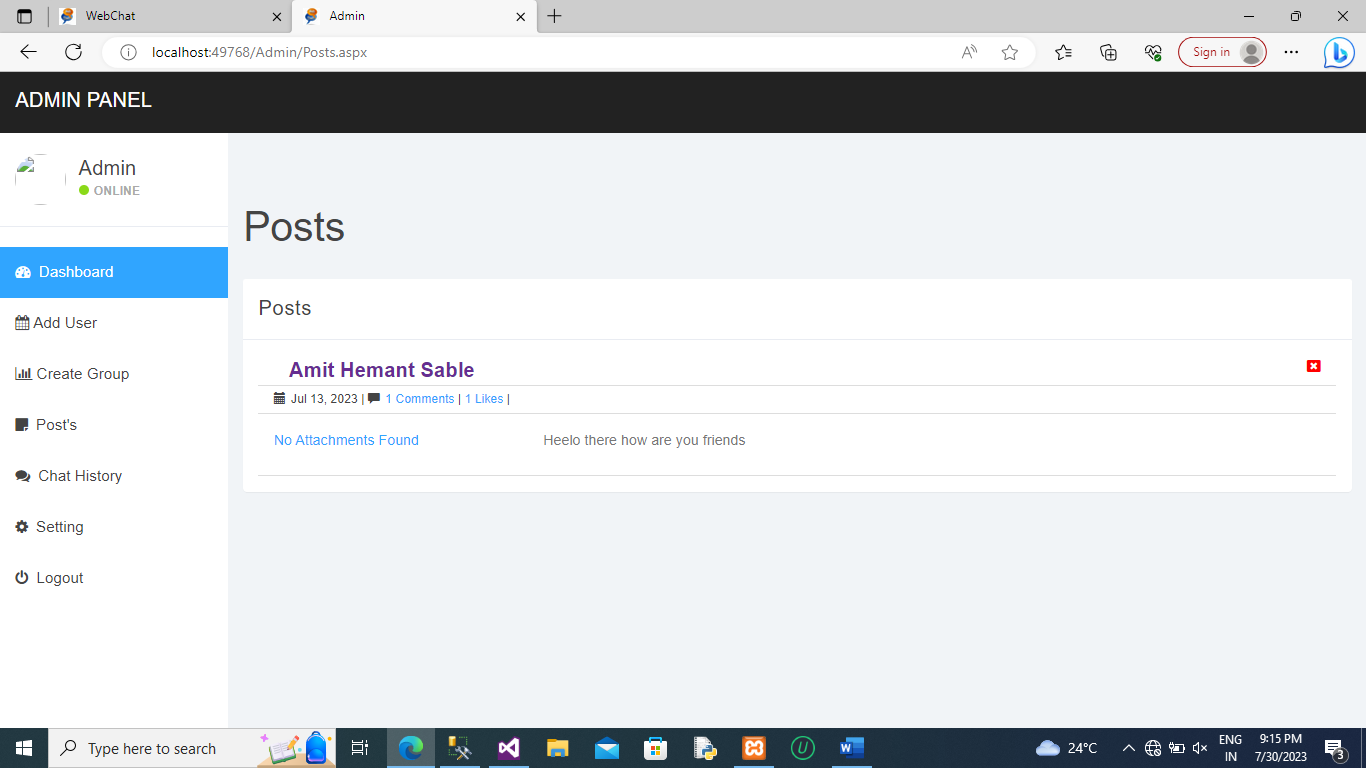 WebChat
Admin
localhost:49768/Admin/Posts.aspx
Sign in
ADMIN PANEL
Admin
ONLINE
Dashboard
Add User
Create Group
Post's
Chat History
Setting
Logout
Posts
Posts
Amit Hemant Sable
Jul 13, 2023 | 1 Comments | 1 Likes |
No Attachments Found
Heelo there how are you friends
Type here to search
24°C
ENG
IN
9:15 PM
7/30/2023
3